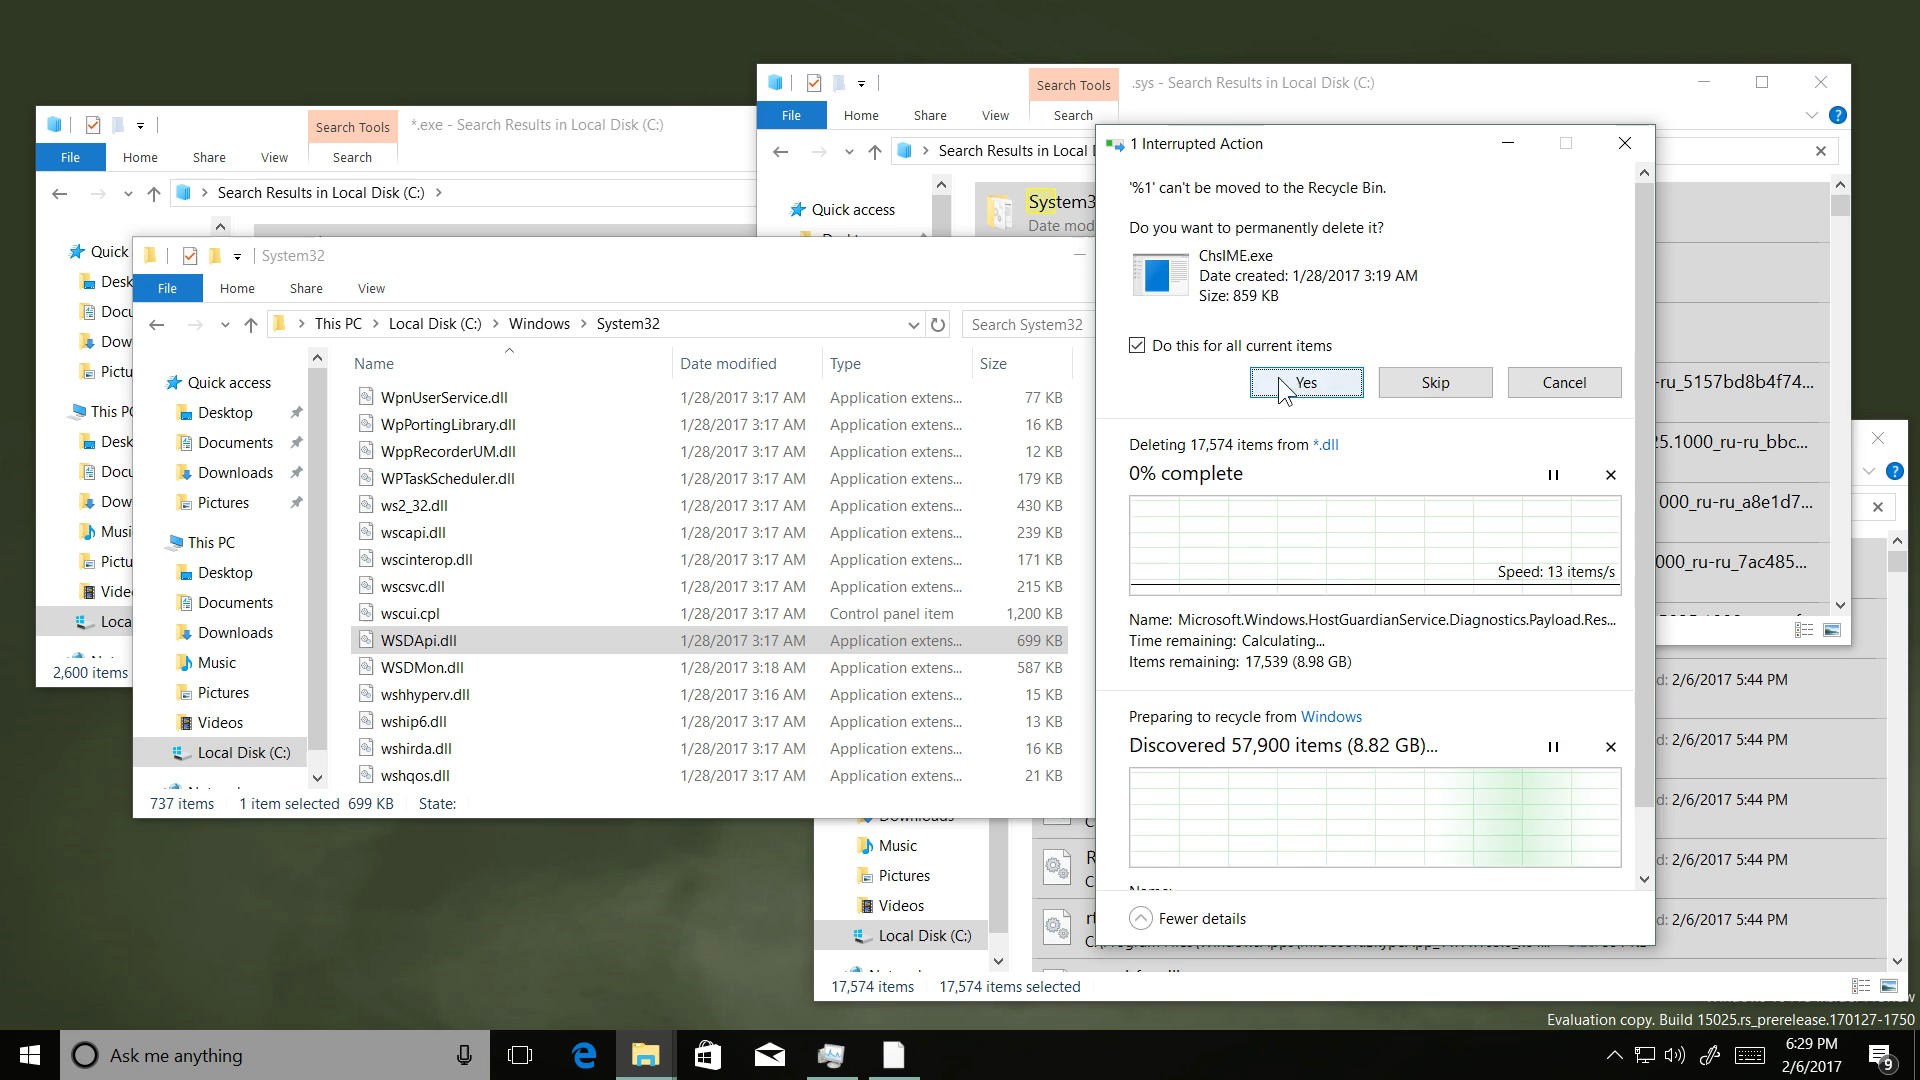 Search Tools
*.exe - Search Results in Local Disk (C:)
File
Home
Share
View
Search
Search Results in Local Disk (C:)
Quick
Desk
Docu
Dow
Pictu
This PC
Desk
Docu
Dow
Musi
Pictu
Vide
Loca
2,600 items
Search Tools
.sys - Search Results in Local Disk (C:)
File
Home
Share
View
Search
Search Results in Local
Quick access
System3
Date mod
-ru_5157bd8b4f74...
25.1000_ru-ru_bbc...
000_ru-ru_a8e1d7...
000_ru-ru_7ac485...
System32
File
Home
Share
View
This PC
Local Disk (C:)
Windows
System32
Search System32
Quick access
Desktop
Documents
Downloads
Pictures
This PC
Desktop
Documents
Downloads
Music
Pictures
Videos
Local Disk (C:)
Name Date modified Type Size
WpnUserService.dll 1/28/2017 3:17 AM Application extens... 77 KB
WpPortingLibrary.dll 1/28/2017 3:17 AM Application extens... 16 KB
WppRecorderUM.dll 1/28/2017 3:17 AM Application extens... 12 KB
WPTaskScheduler.dll 1/28/2017 3:17 AM Application extens... 179 KB
ws2_32.dll 1/28/2017 3:17 AM Application extens... 430 KB
wscapi.dll 1/28/2017 3:17 AM Application extens... 239 KB
wscinterop.dll 1/28/2017 3:17 AM Application extens... 171 KB
wscsvc.dll 1/28/2017 3:17 AM Application extens... 215 KB
wscui.cpl 1/28/2017 3:17 AM Control panel item 1,200 KB
WSDApi.dll 1/28/2017 3:17 AM Application extens... 699 KB
WSDMon.dll 1/28/2017 3:18 AM Application extens... 587 KB
wshhyperv.dll 1/28/2017 3:16 AM Application extens... 15 KB
wship6.dll 1/28/2017 3:17 AM Application extens... 13 KB
wshirda.dll 1/28/2017 3:17 AM Application extens... 16 KB
wshqos.dll 1/28/2017 3:17 AM Application extens... 21 KB
737 items 1 item selected 699 KB State:
1 Interrupted Action
'%1' can't be moved to the Recycle Bin.
Do you want to permanently delete it?
ChsIME.exe
Date created: 1/28/2017 3:19 AM
Size: 859 KB
Do this for all current items
Yes
Skip
Cancel
Deleting 17,574 items from *.dll
0% complete
Speed: 13 items/s
Name: Microsoft.Windows.HostGuardianService.Diagnostics.Payload.Res...
Time remaining: Calculating...
Items remaining: 17,539 (8.98 GB)
Preparing to recycle from Windows
Discovered 57,900 items (8.82 GB)...
Fewer details
d: 2/6/2017 5:44 PM
d: 2/6/2017 5:44 PM
d: 2/6/2017 5:44 PM
d: 2/6/2017 5:44 PM
d: 2/6/2017 5:44 PM
Music
Pictures
Videos
Local Disk (C:)
17,574 items 17,574 items selected
Evaluation copy. Build 15025.rs_prerelease.170127-1750
Ask me anything
6:29 PM
2/6/2017
9